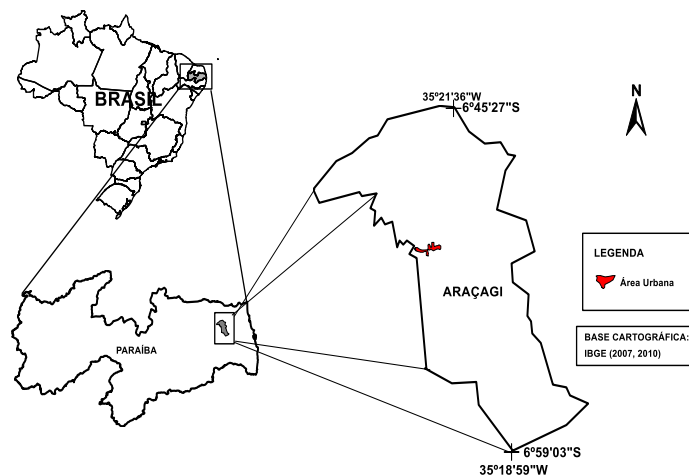 BRASIL
35º21'36"W
6º45'27"S
N
LEGENDA
Área Urbana
ARAÇAGI
PARAÍBA
BASE CARTOGRÁFICA:
IBGE (2007, 2010)
6º59'03"S
35º18'59"W